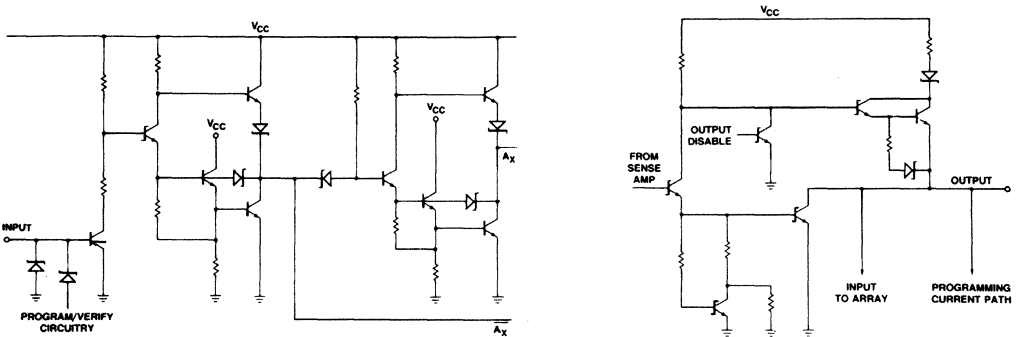 VCC
VCC
VCC
AX
INPUT
PROGRAM/VERIFY
CIRCUITRY
AX
VCC
OUTPUT
DISABLE
FROM
SENSE
AMP
OUTPUT
INPUT
TO ARRAY
PROGRAMMING
CURRENT PATH